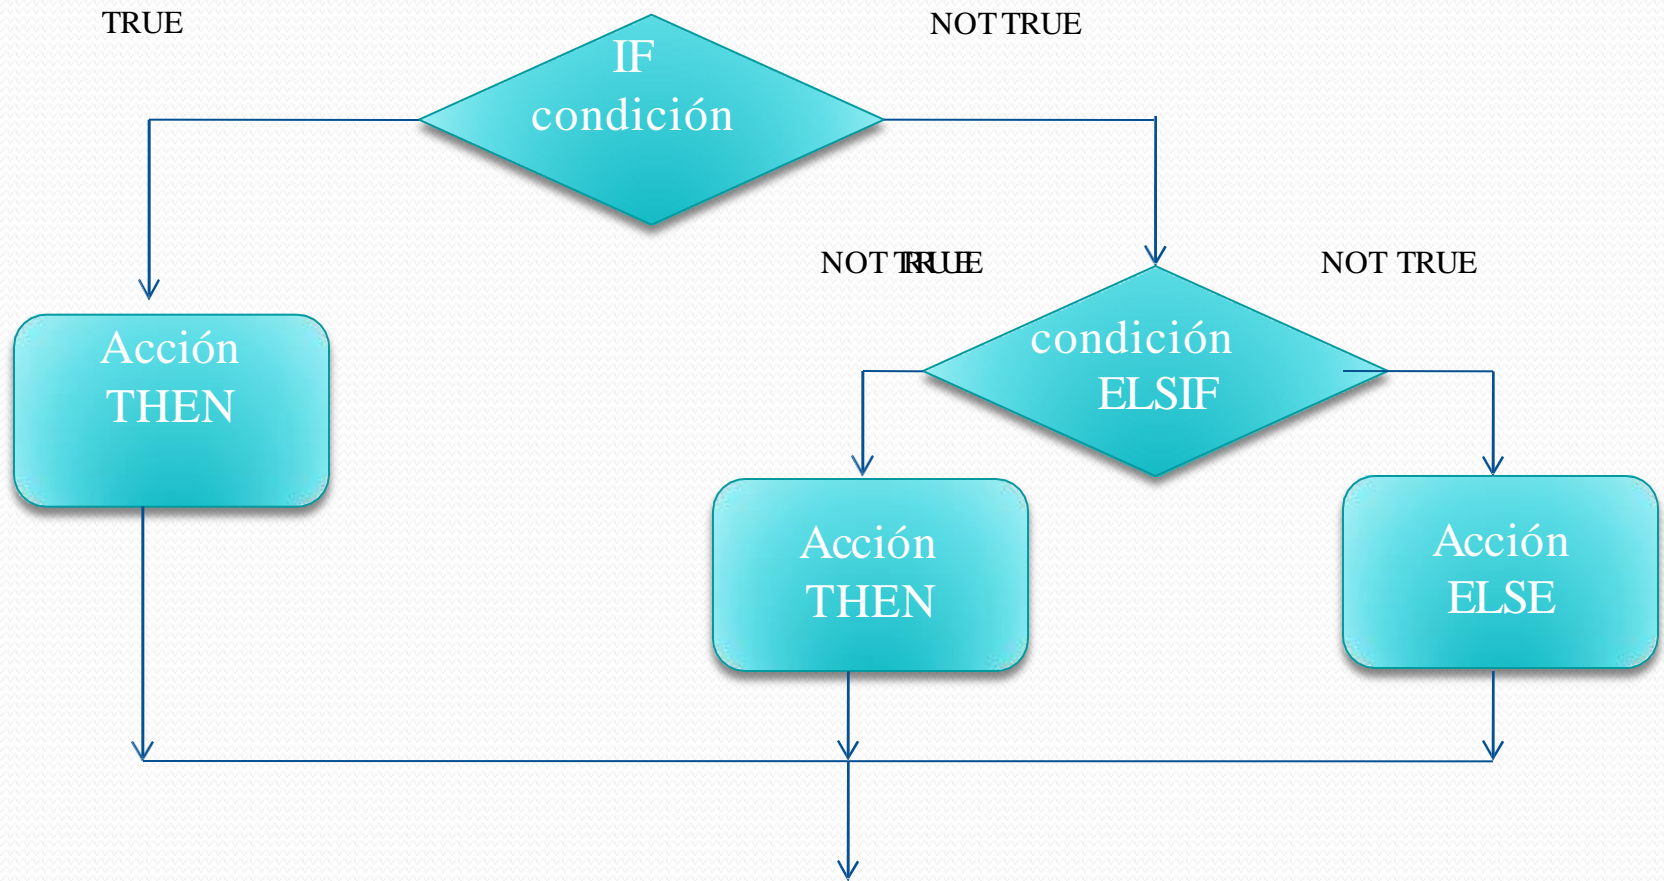 TRUE
NOT TRUE
IF
condición
NOT TRUE
NOT TRUE
Acción
THEN
condición
ELSIF
Acción
THEN
Acción
ELSE